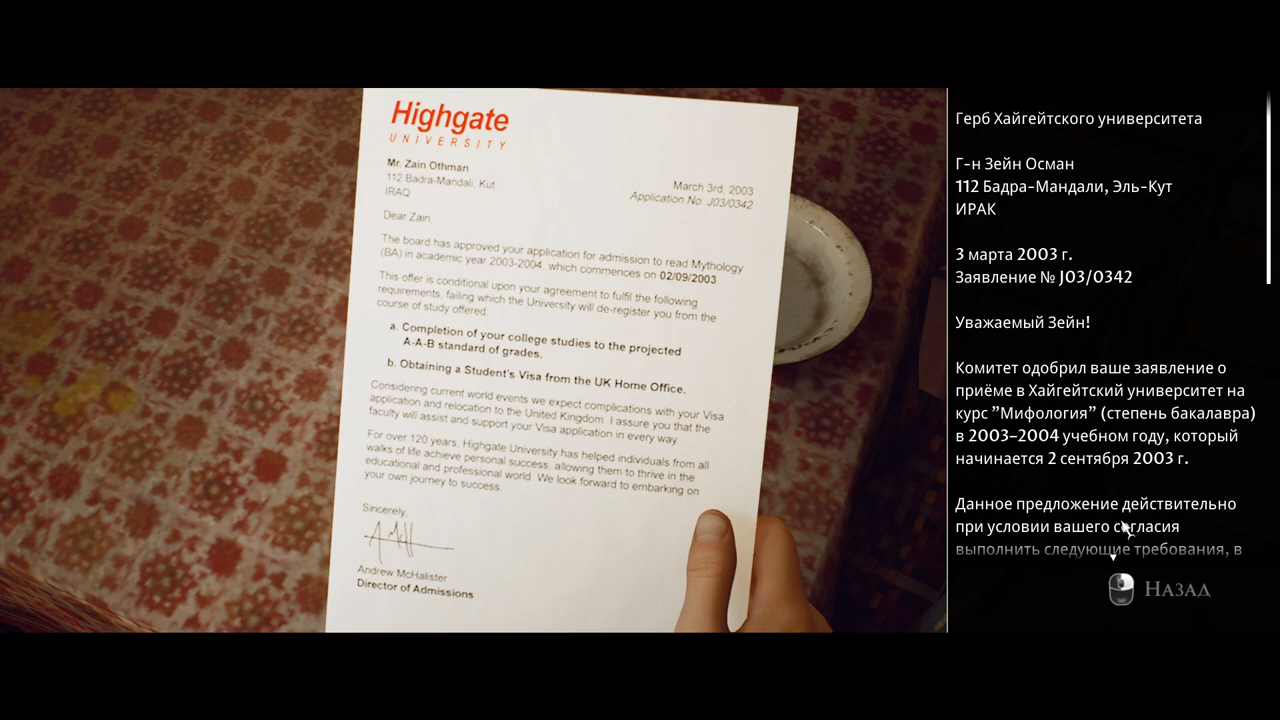 Highgate
UNIVERSITY
Mr. Zain Othman
112 Badra-Mandali, Kut
IRAQ
March 3rd, 2003
Application No: J03/0342
Dear Zain,
The board has approved your application for admission to read Mythology
(BA) in academic year 2003-2004, which commences on 02/09/2003
This offer is conditional upon your agreement to fulfil the following
requirements, failing which the University will de-register you from the
course of study offered:
a. Completion of your college studies to the projected
A-A-B standard of grades.
b. Obtaining a Student's Visa from the UK Home Office.
Considering current world events we expect complications with your Visa
application and relocation to the United Kingdom. I assure you that the
faculty will assist and support your Visa application in every way.
For over 120 years, Highgate University has helped individuals from all
walks of life achieve personal success, allowing them to thrive in the
educational and professional world. We look forward to embarking on
your own journey to success
Sincerely,
Andrew McHalister
Director of Admissions
Герб Хайгейтского университета
Г-н Зейн Осман
112 Бадра-Мандали, Эль-Кут
ИРАК
3 марта 2003 г.
Заявление № J03/0342
Уважаемый Зейн!
Комитет одобрил ваше заявление о
приёме в Хайгейтский университет на
курс ”Мифология” (степень бакалавра)
в 2003–2004 учебном году, который
начинается 2 сентября 2003 г.
Данное предложение действительно
при условии вашего согласия
выполнить следующие требования, в
Назад